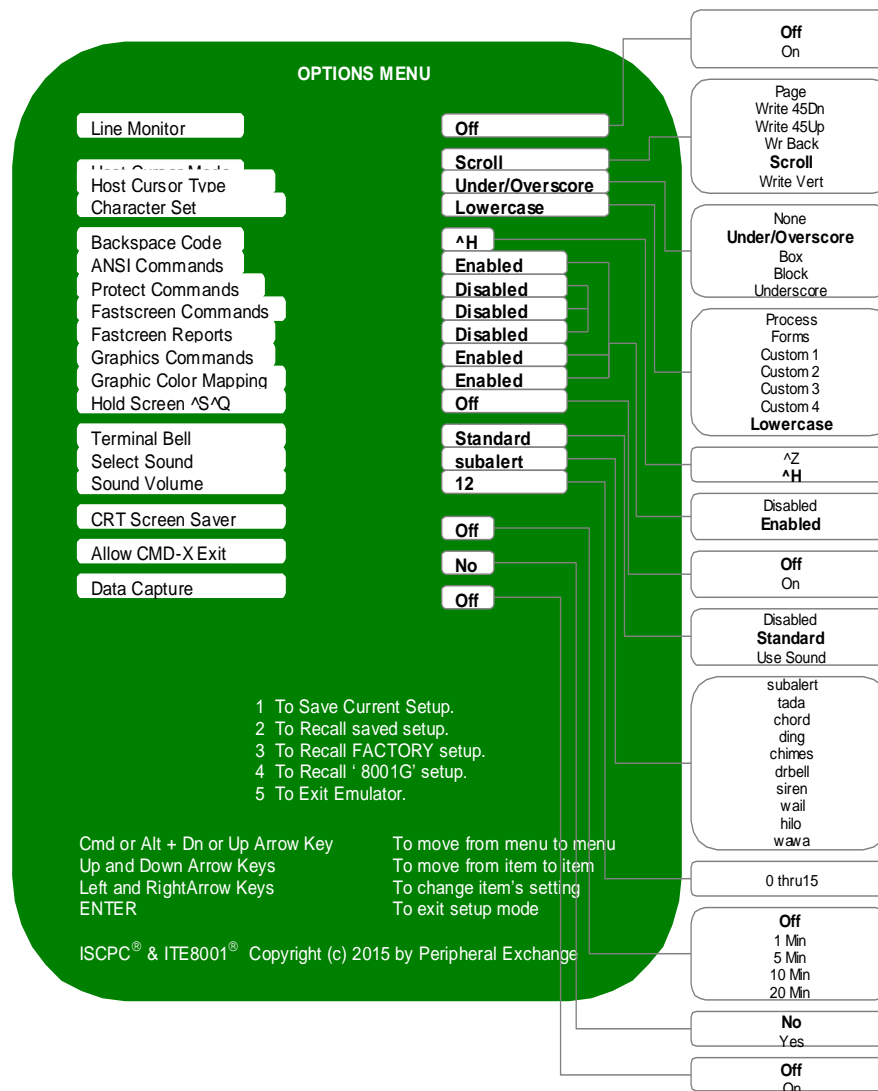 OPTIONS MENU
Line Monitor Off
Host Cursor Mode Scroll
Host Cursor Type Under/Overscore
Character Set Lowercase
Backspace Code ^H
ANSI Commands Enabled
Protect Commands Disabled
Fastscreen Commands Disabled
Fastcreen Reports Disabled
Graphics Commands Enabled
Graphic Color Mapping Enabled
Hold Screen ^S^Q Off
Terminal Bell Standard
Select Sound subalert
Sound Volume 12
CRT Screen Saver Off
Allow CMD-X Exit No
Data Capture Off
1 To Save Current Setup.
2 To Recall saved setup.
3 To Recall FACTORY setup.
4 To Recall ‘ 8001G’ setup.
5 To Exit Emulator.
Cmd or Alt + Dn or Up Arrow Key To move from menu to menu
Up and Down Arrow Keys To move from item to item
Left and RightArrow Keys To change item’s setting
ENTER To exit setup mode
ISCPC® & ITE8001® Copyright (c) 2015 by Peripheral Exchange
Off
On
Page
Write 45Dn
Write 45Up
Wr Back
Scroll
Write Vert
None
Under/Overscore
Box
Block
Underscore
Process
Forms
Custom 1
Custom 2
Custom 3
Custom 4
Lowercase
^Z
^H
Disabled
Enabled
Off
On
Disabled
Standard
Use Sound
subalert
tada
chord
ding
chimes
drbell
siren
wail
hilo
wawa
0 thru15
Off
1 Min
5 Min
10 Min
20 Min
No
Yes
Off
On